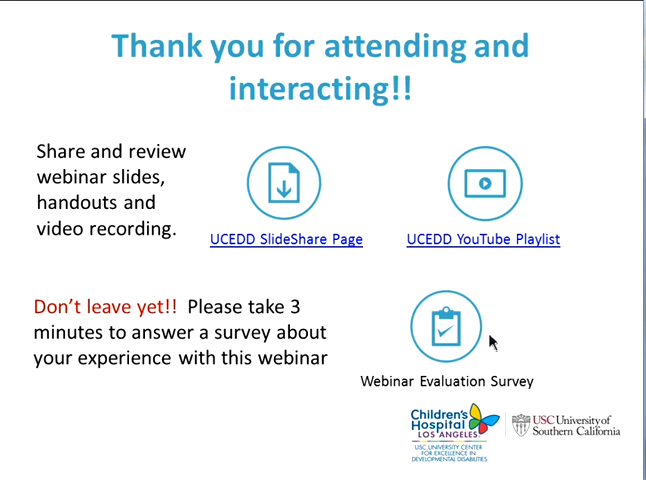 Thank you for attending and
interacting!!
Share and review
webinar slides,
handouts and
video recording.
UCEDD SlideShare Page
UCEDD YouTube Playlist
Don’t leave yet!! Please take 3
minutes to answer a survey about
your experience with this webinar
Webinar Evaluation Survey
Children's
Hospital
LOS ANGELES.
USC UNIVERSITY CENTER
FOR EXCELLENCE IN
DEVELOPMENTAL DISABILITIES
USC University of
Southern California